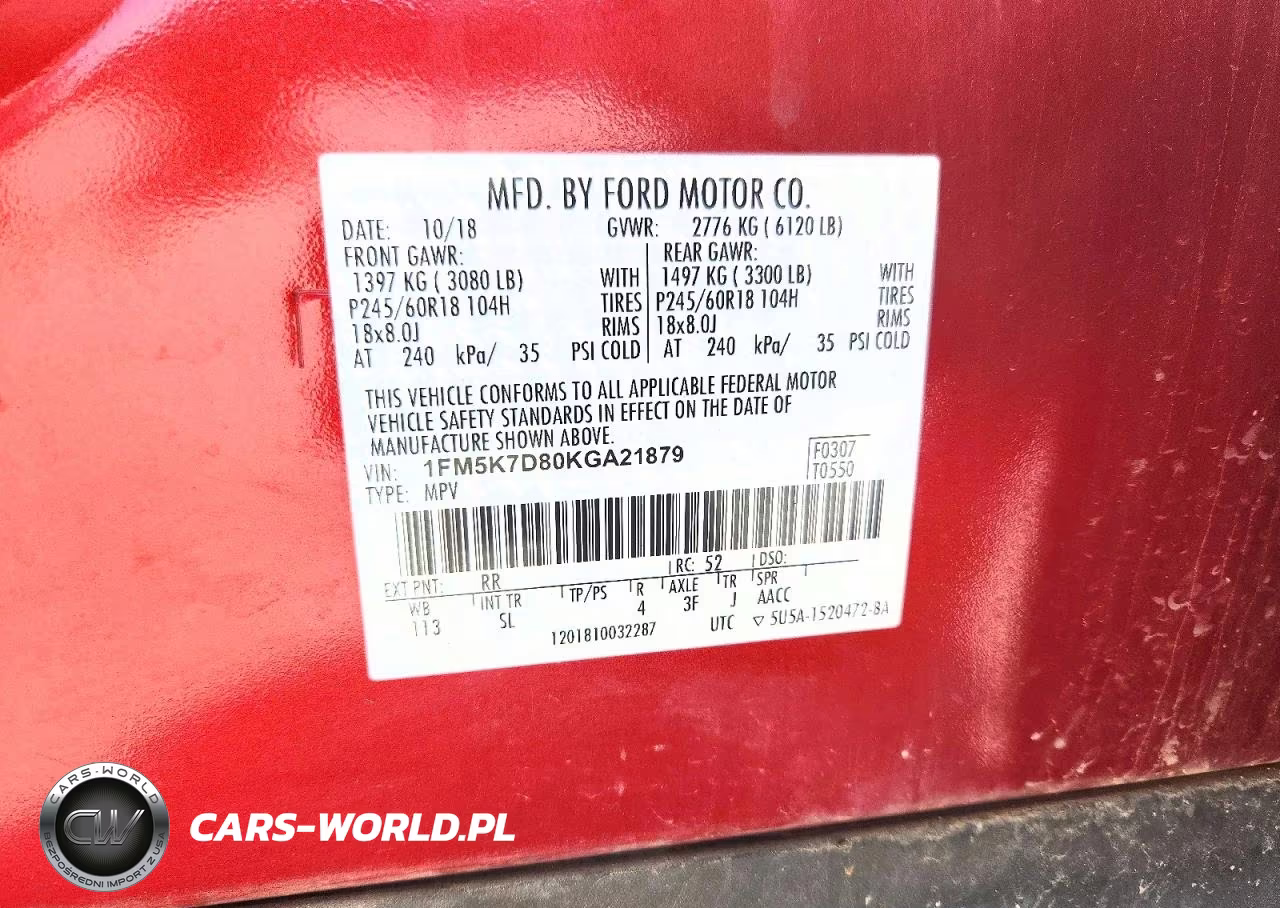 MFD. BY FORD MOTOR CO.
DATE: 10/18 GVWR: 2776 KG ( 6120 LB)
FRONT GAWR: REAR GAWR:
1397 KG ( 3080 LB) WITH 1497 KG ( 3300 LB) WITH
P245/60R18 104H TIRES P245/60R18 104H TIRES
18x8.0J RIMS 18x8.0J RIMS
AT 240 kPa/ 35 PSI COLD AT 240 kPa/ 35 PSI COLD
THIS VEHICLE CONFORMS TO ALL APPLICABLE FEDERAL MOTOR
VEHICLE SAFETY STANDARDS IN EFFECT ON THE DATE OF
MANUFACTURE SHOWN ABOVE.
VIN: 1FM5K7D80KGA21879 F0307
TYPE: MPV T0550
EXT PNT: RR RC: 52 DSO:
WB INT TR TP/PS R AXLE TR SPR
113 SL 4 3F J AACC
1201810032287 UTC ▽ 5U5A-1520472-BA
CARS-WORLD
CW
BEZPOŚREDNI IMPORT Z USA
CARS-WORLD.PL